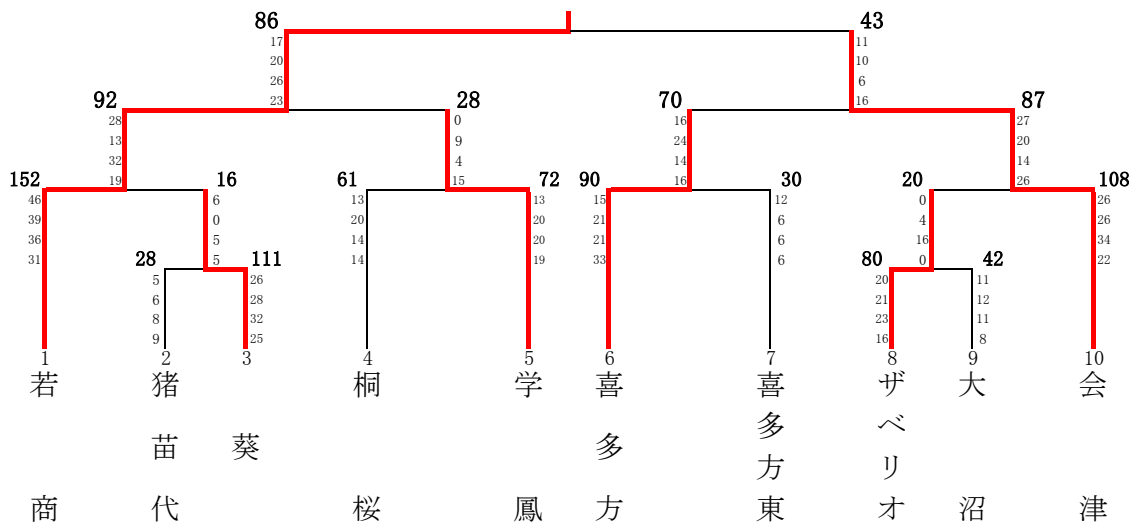 86 43
17 11
20 10
26 6
23 16
92 28 70 87
28 0 16 27
13 9 24 20
32 4 14 14
19 15 16 26
152 16 61 72 90 30 20 108
46 6 13 13 15 12 0 26
39 0 20 20 21 6 4 26
36 5 14 20 21 6 16 34
31 5 14 19 33 6 0 22
28 111 80 42
5 26 20 11
6 28 21 12
8 32 23 11
9 25 16 8
1 2 3 4 5 6 7 8 9 10
若商
猪苗代
葵
桐桜
学鳳
喜多方
喜多方東
ザベリオ
大沼
会津